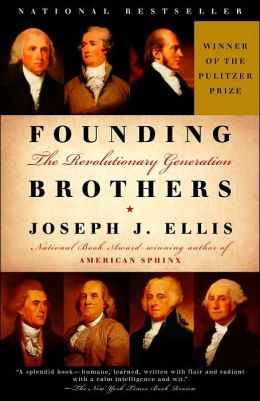 NATIONAL BESTSELLER
WINNER
OF THE
PULITZER
PRIZE
FOUNDING
The Revolutionary Generation
BROTHERS
JOSEPH J. ELLIS
National Book Award–winning author of
AMERICAN SPHINX
"A splendid book—humane, learned, written with flair and radiant
with a calm intelligence and wit."
—The New York Times Book Review